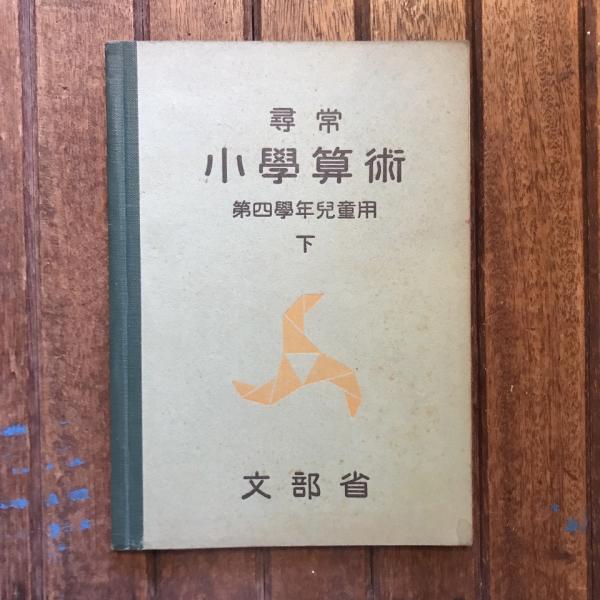 尋常
小學算術
第四學年兒童用
下
文部省